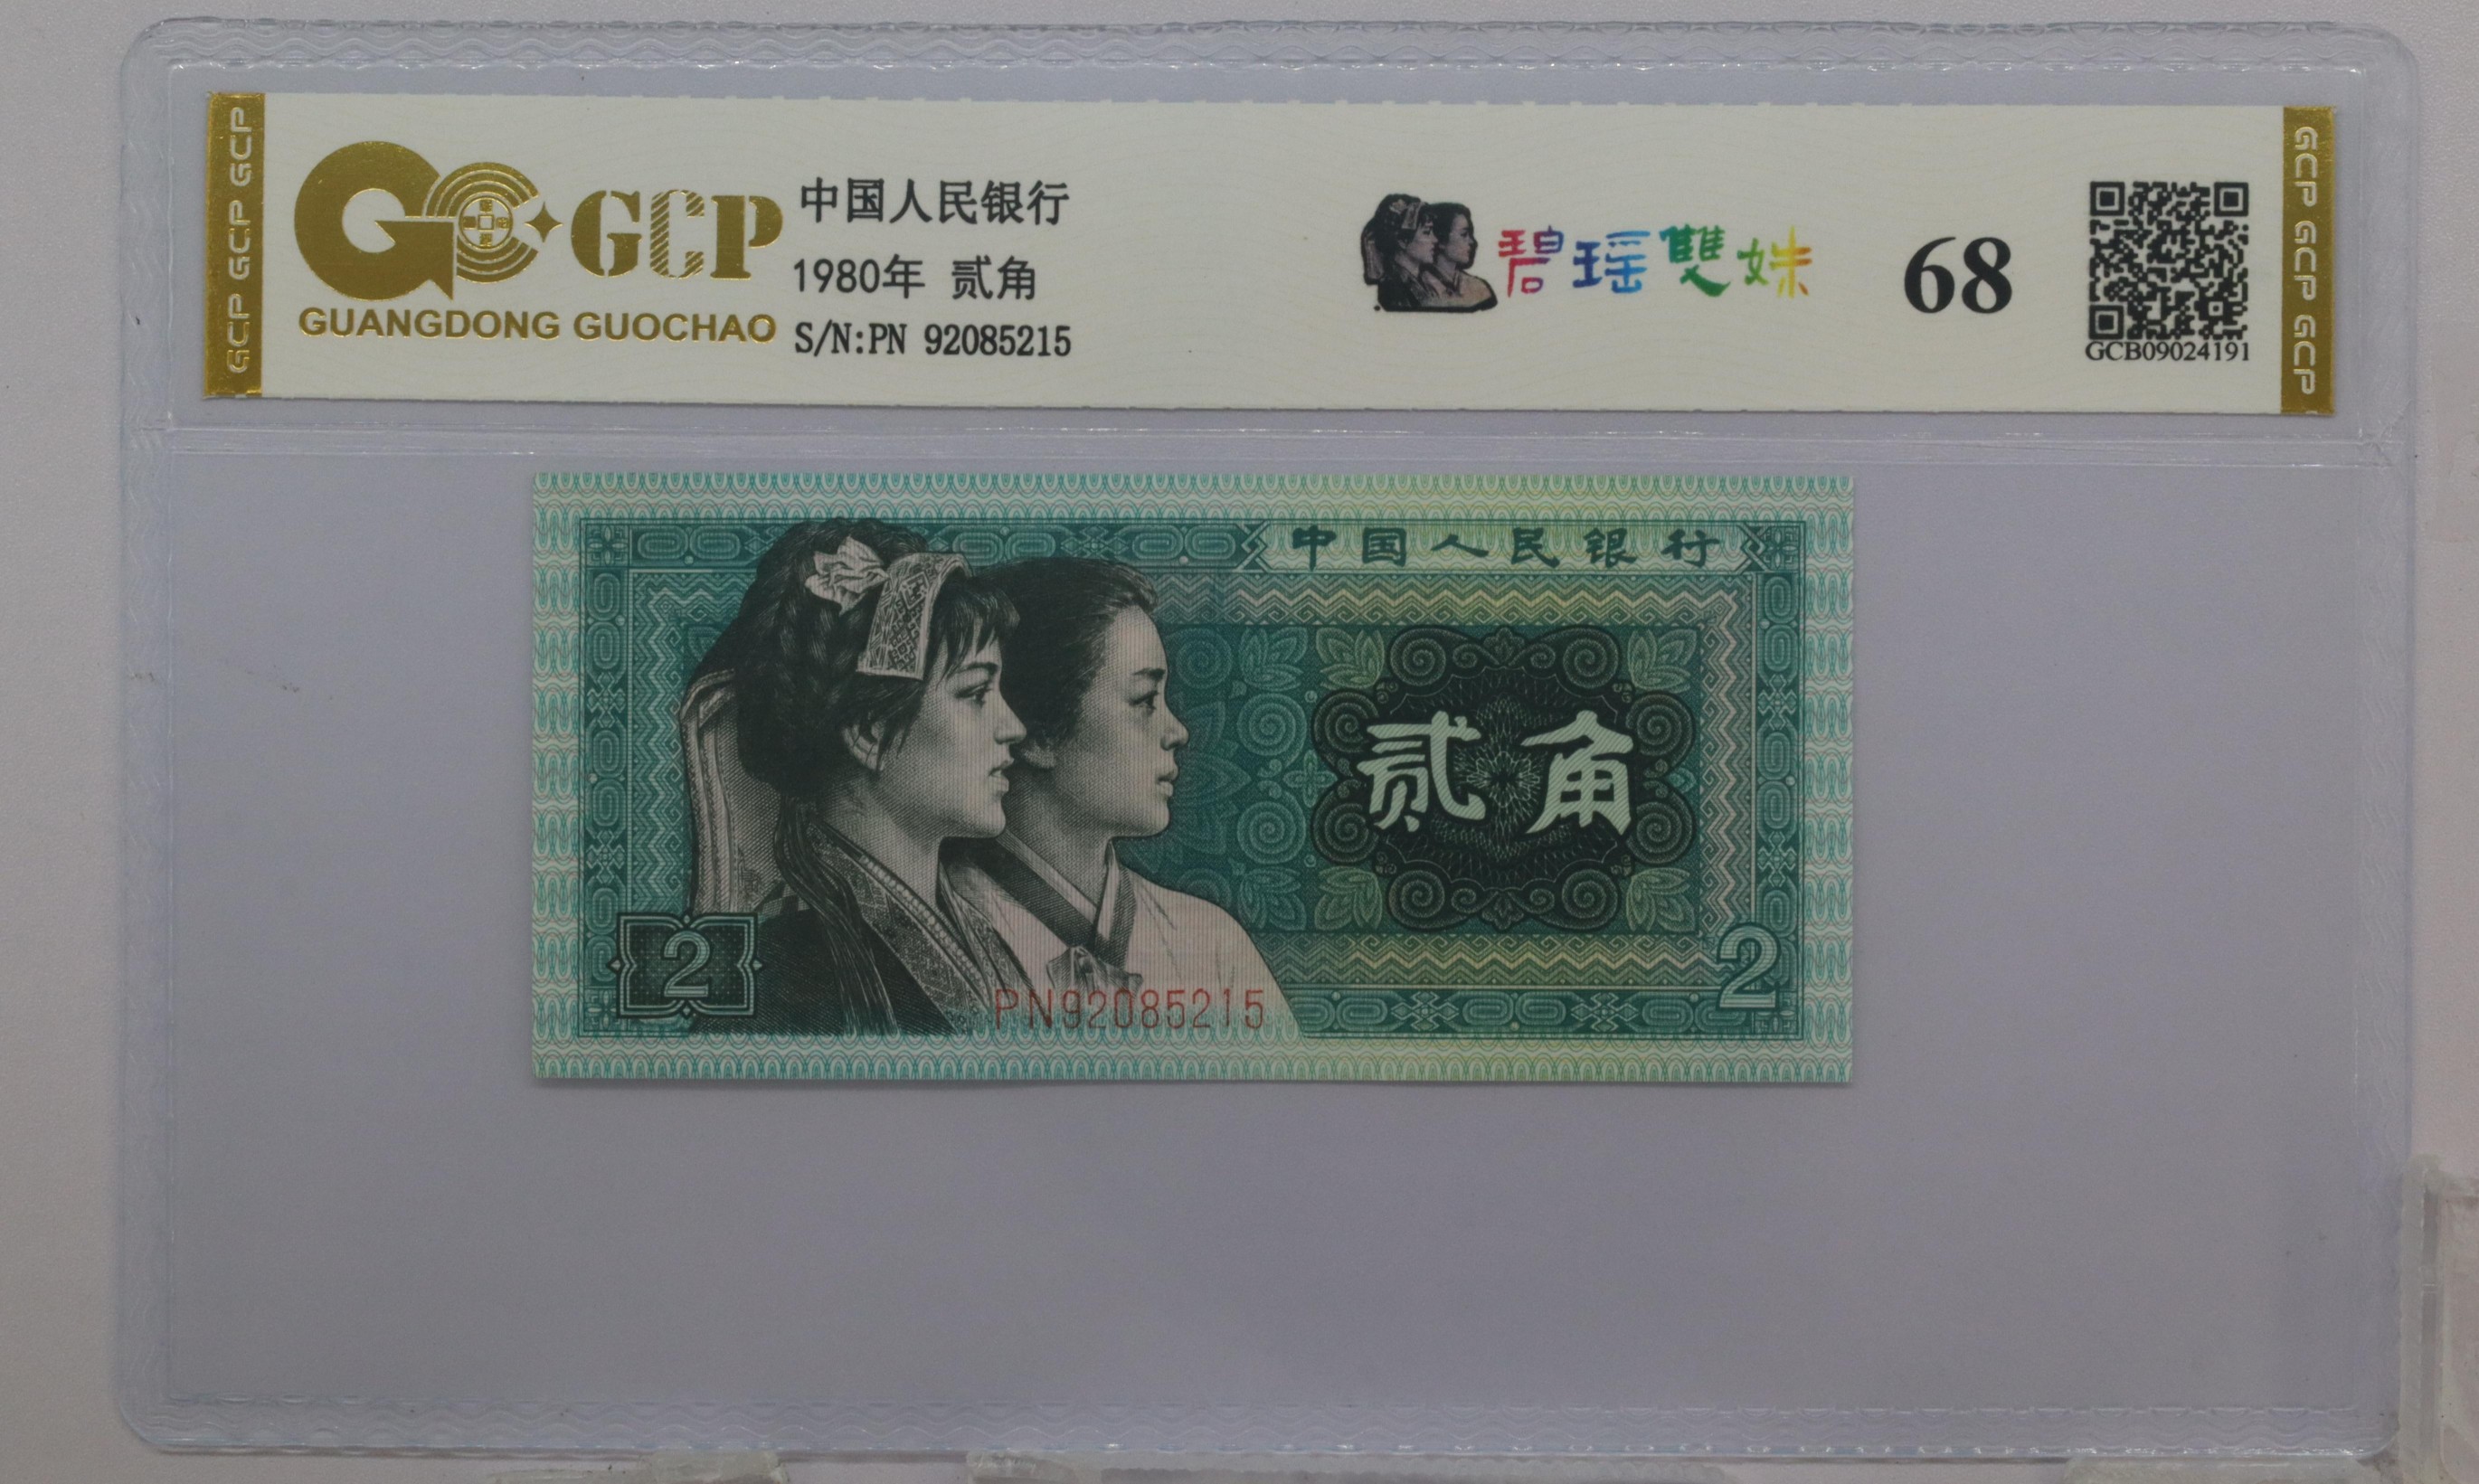 GCP GCP GCP
GCP
GUANGDONG GUOCHAO
中国人民银行
1980年 贰角
S/N:PN 92085215
碧瑶雙姝
68
GCB09024191
GCP GCP GCP
中国人民银行
贰角
2
2
PN92085215